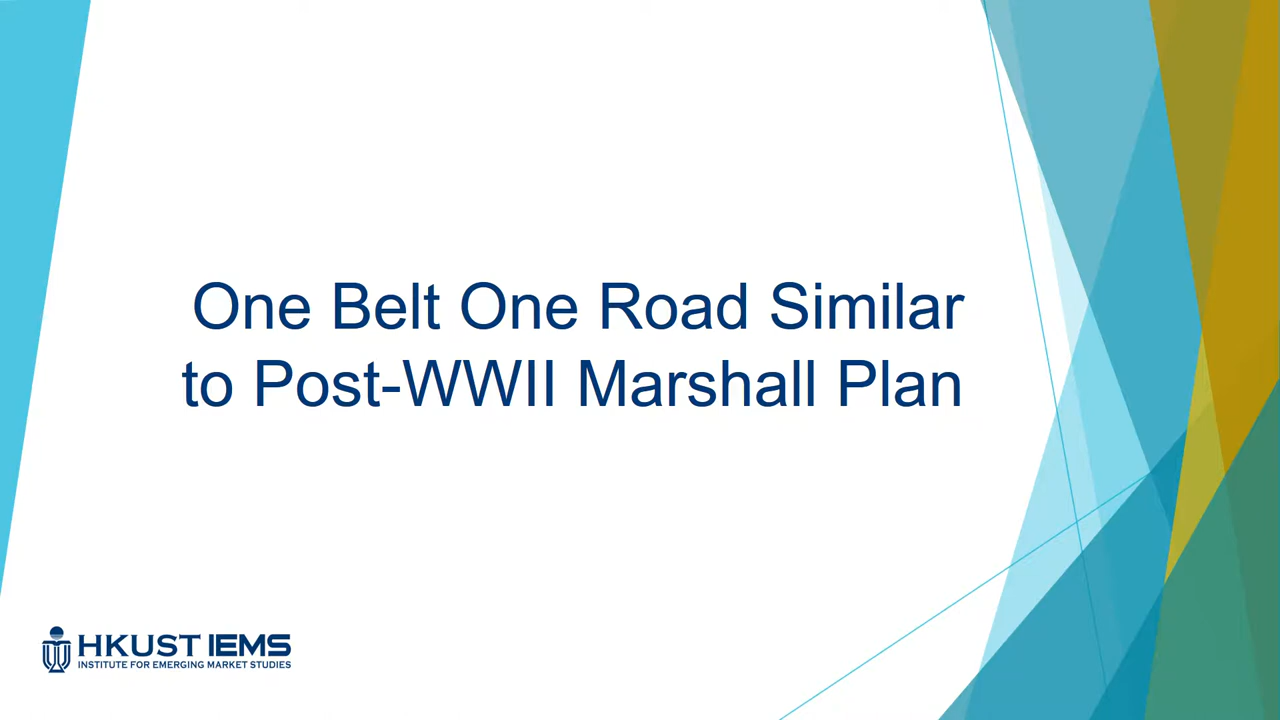 One Belt One Road Similar
to Post-WWII Marshall Plan
HKUST IEMS
INSTITUTE FOR EMERGING MARKET STUDIES